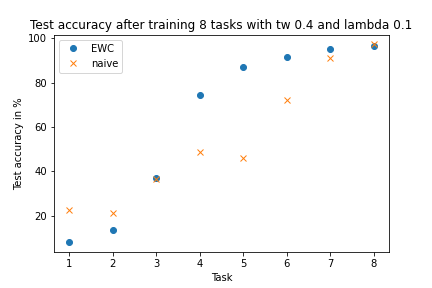 Test accuracy after training 8 tasks with tw 0.4 and lambda 0.1
EWC
naive
100
80
60
40
20
Test accuracy in %
1 2 3 4 5 6 7 8
Task